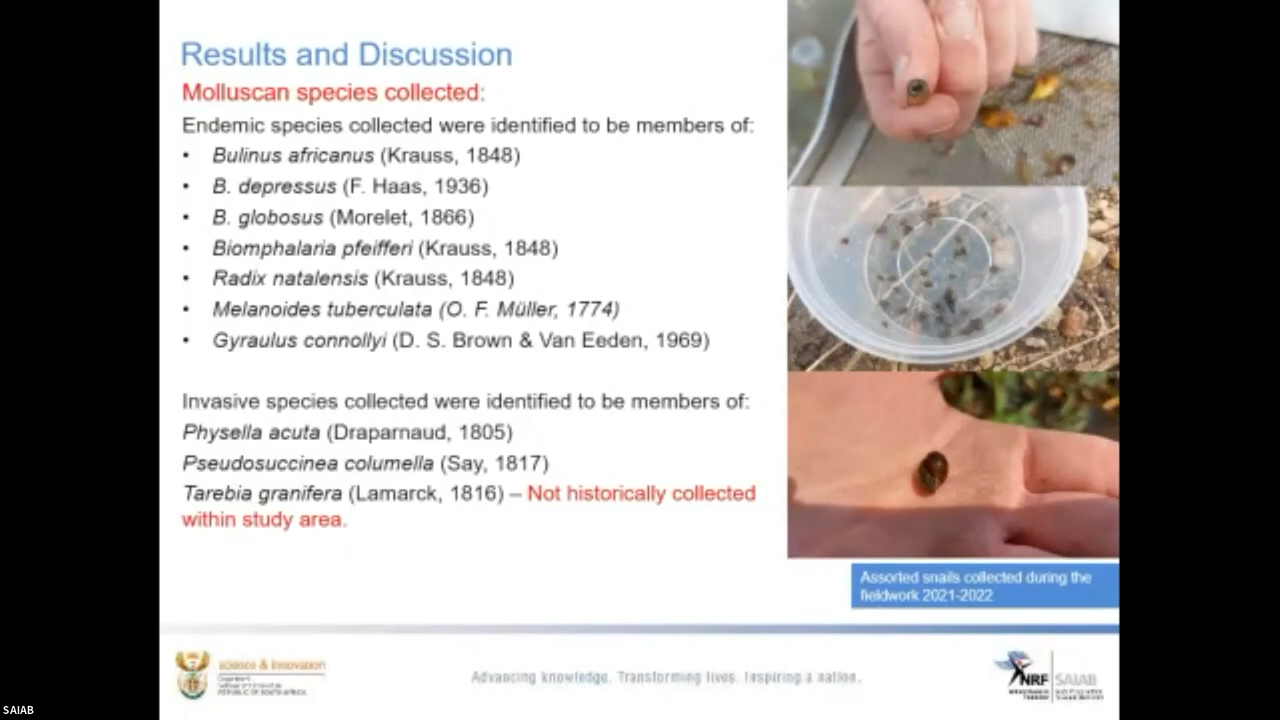 Results and Discussion
Molluscan species collected:
Endemic species collected were identified to be members of:
• Bulinus africanus (Krauss, 1848)
• B. depressus (F. Haas, 1936)
• B. globosus (Morelet, 1866)
• Biomphalaria pfeifferi (Krauss, 1848)
• Radix natalensis (Krauss, 1848)
• Melanoides tuberculata (O. F. Müller, 1774)
• Gyraulus connollyi (D. S. Brown & Van Eeden, 1969)
Invasive species collected were identified to be members of:
Physella acuta (Draparnaud, 1805)
Pseudosuccinea columella (Say, 1817)
Tarebia granifera (Lamarck, 1816) – Not historically collected
within study area.
Assorted snails collected during the
fieldwork 2021-2022
science & innovation
REPUBLIC OF SOUTH AFRICA
Advancing knowledge. Transforming lives. Inspiring a nation.
NRF SAIAB
SAIAB